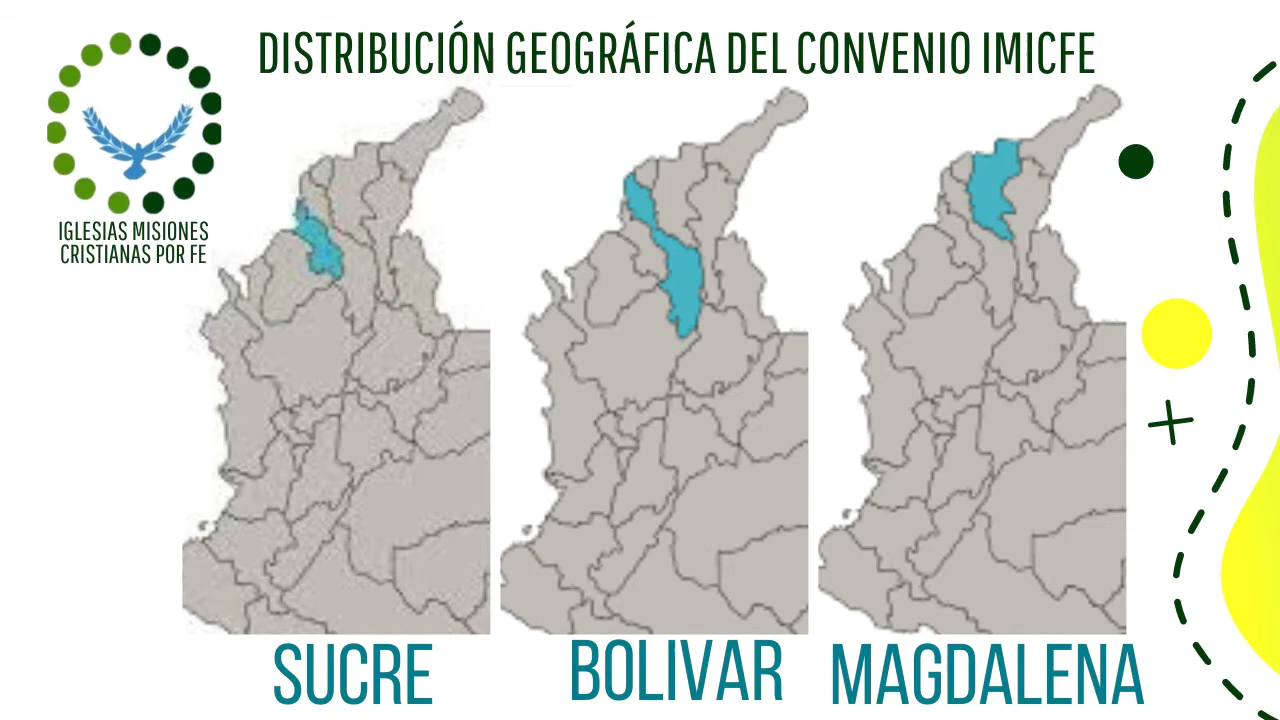 DISTRIBUCIÓN GEOGRÁFICA DEL CONVENIO IMICFE
IGLESIAS MISIONES
CRISTIANAS POR FE
SUCRE
BOLIVAR
MAGDALENA